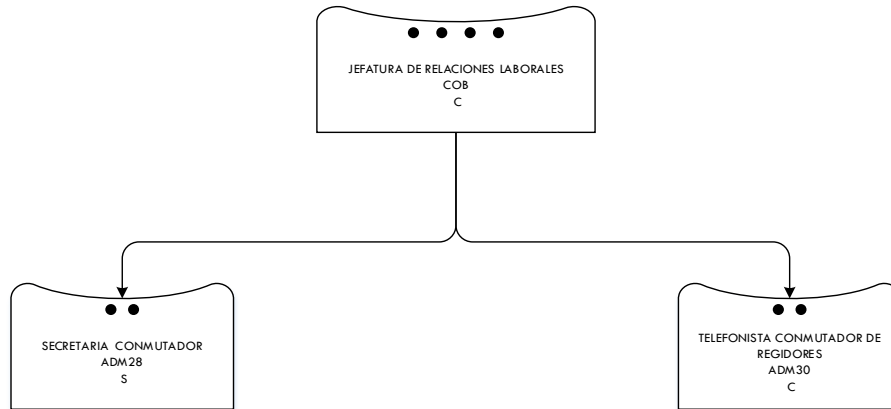 JEFATURA DE RELACIONES LABORALES
COB
C
SECRETARIA CONMUTADOR
ADM28
S
TELEFONISTA CONMUTADOR DE
REGIDORES
ADM30
C